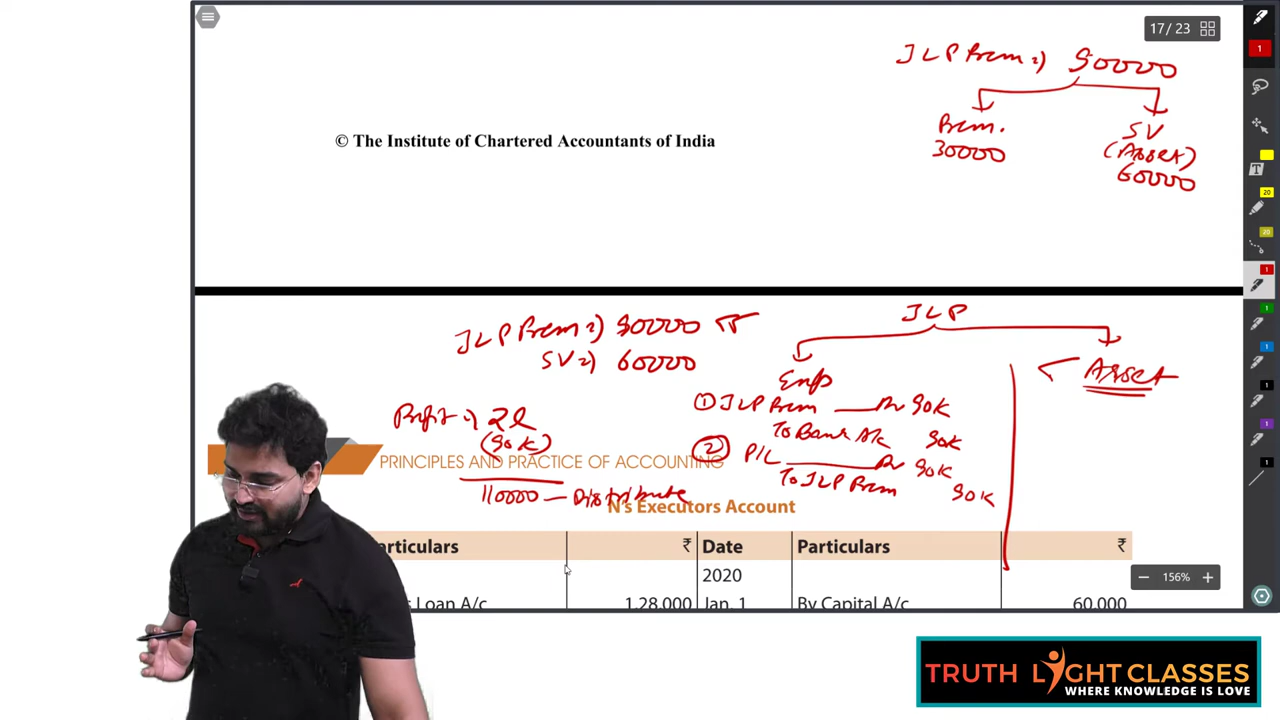 17 / 23
JLP Prem =) 90000
Prem.
30000
SV
(Asset)
60000
© The Institute of Chartered Accountants of India
JLP Prem =) 90000
SV =) 60000
JLP
Exp
Asset
① JLP Prem — Dr 90K
To Bank A/c 90K
② P/L — Dr 90K
To JLP Prem 90K
Profit =) 2L
(90K)
110000 — Distribute
PRINCIPLES AND PRACTICE OF ACCOUNTING
N's Executors Account
articulars ₹ Date Particulars ₹
2020
s Loan A/c 1,28,000 Jan. 1 By Capital A/c 60,000
156%
TRUTH LIGHT CLASSES
WHERE KNOWLEDGE IS LOVE